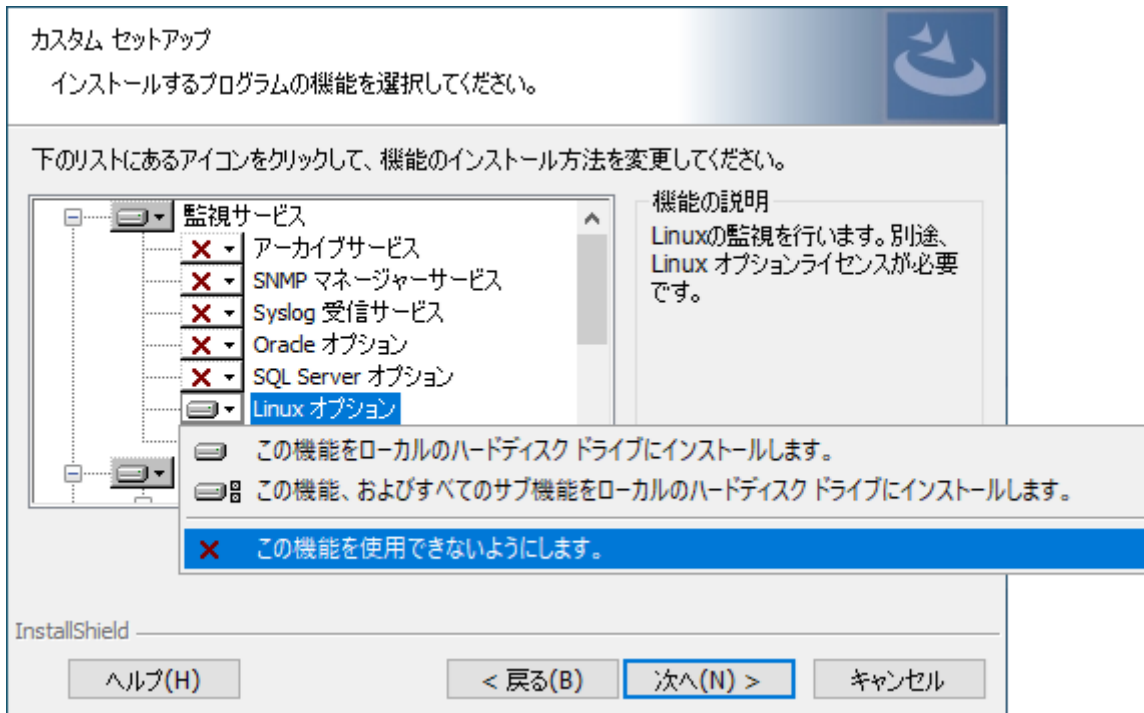 カスタム セットアップ
インストールするプログラムの機能を選択してください。
下のリストにあるアイコンをクリックして、機能のインストール方法を変更してください。
監視サービス
アーカイブサービス
SNMP マネージャーサービス
Syslog 受信サービス
Oracle オプション
SQL Server オプション
Linux オプション
機能の説明
Linuxの監視を行います。別途、
Linux オプションライセンスが必要
です。
この機能をローカルのハードディスク ドライブにインストールします。
この機能、およびすべてのサブ機能をローカルのハードディスク ドライブにインストールします。
この機能を使用できないようにします。
InstallShield
ヘルプ(H)
< 戻る(B)
次へ(N) >
キャンセル